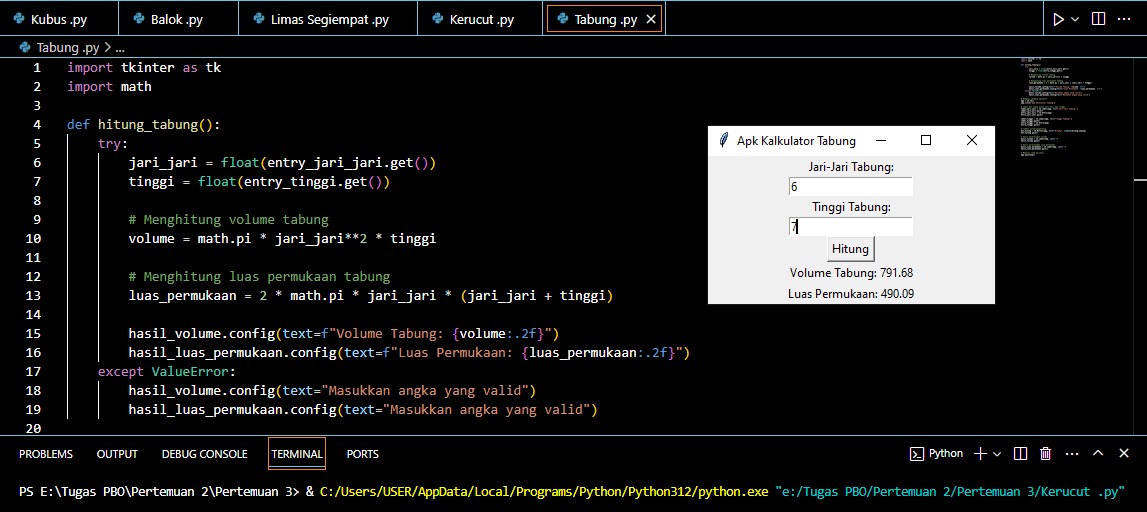 Kubus .py
Balok .py
Limas Segiempat .py
Kerucut .py
Tabung .py
Tabung .py > ...
1 import tkinter as tk
2 import math
3
4 def hitung_tabung():
5 try:
6 jari_jari = float(entry_jari_jari.get())
7 tinggi = float(entry_tinggi.get())
8
9 # Menghitung volume tabung
10 volume = math.pi * jari_jari**2 * tinggi
11
12 # Menghitung luas permukaan tabung
13 luas_permukaan = 2 * math.pi * jari_jari * (jari_jari + tinggi)
14
15 hasil_volume.config(text=f"Volume Tabung: {volume:.2f}")
16 hasil_luas_permukaan.config(text=f"Luas Permukaan: {luas_permukaan:.2f}")
17 except ValueError:
18 hasil_volume.config(text="Masukkan angka yang valid")
19 hasil_luas_permukaan.config(text="Masukkan angka yang valid")
20
Apk Kalkulator Tabung
Jari-Jari Tabung:
6
Tinggi Tabung:
7
Hitung
Volume Tabung: 791.68
Luas Permukaan: 490.09
PROBLEMS OUTPUT DEBUG CONSOLE TERMINAL PORTS
Python
PS E:\Tugas PBO\Pertemuan 2\Pertemuan 3> & C:/Users/USER/AppData/Local/Programs/Python/Python312/python.exe "e:/Tugas PBO/Pertemuan 2/Pertemuan 3/Kerucut .py"